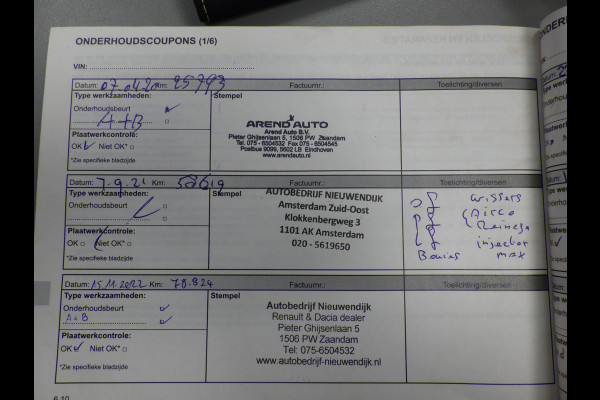 ONDERHOUDSCOUPONS (1/6)
VIN:
Datum: 07 04 20 Km: 25793 Factuurnr.: Toelichting/diversen
Type werkzaamheden: Stempel
Onderhoudsbeurt
A+B
Plaatwerkcontrole:
OK Niet OK*
*Zie specifieke bladzijde
AREND AUTO
Arend Auto B.V.
Pieter Ghijsenlaan 5, 1506 PW Zaandam
Tel. 075 - 6504532 Fax 075 - 6504545
Postbus 9099, 5602 LB Eindhoven
www.arendauto.nl
Datum: 7.9.21 Km: Factuurnr.: Toelichting/diversen
Type werkzaamheden: Stempel
Onderhoudsbeurt
Plaatwerkcontrole:
OK Niet OK*
*Zie specifieke bladzijde
AUTOBEDRIJF NIEUWENDIJK
Amsterdam Zuid-Oost
Klokkenbergweg 3
1101 AK Amsterdam
020 - 5619650
wissers
Airco
Reinega
injector
max
Datum: 15.11.2022 Km: 78.824 Factuurnr.: Toelichting/diversen
Type werkzaamheden: Stempel
Onderhoudsbeurt
A+B
Plaatwerkcontrole:
OK Niet OK*
*Zie specifieke bladzijde
Autobedrijf Nieuwendijk
Renault & Dacia dealer
Pieter Ghijsenlaan 5
1506 PW Zaandam
Tel: 075-6504532
www.autobedrijf-nieuwendijk.nl
6.10